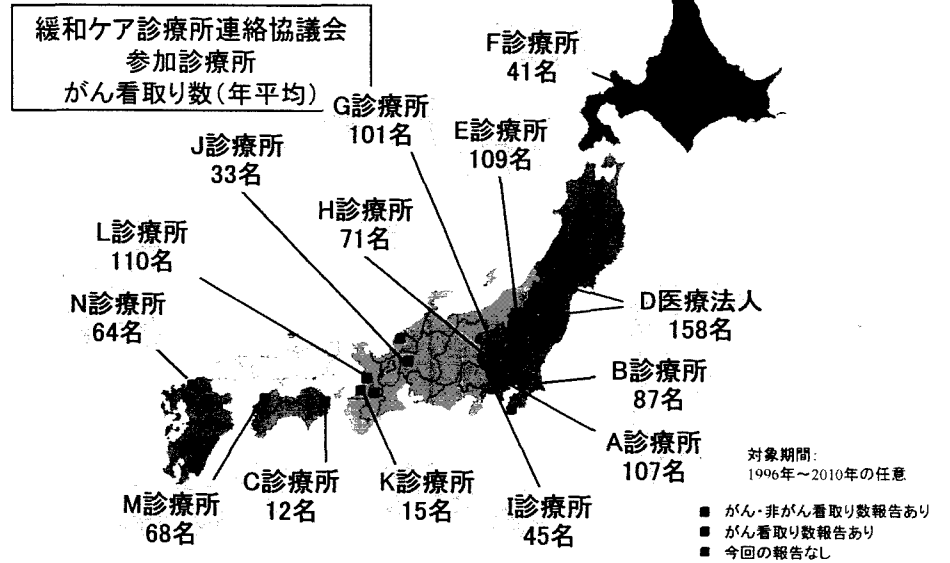 緩和ケア診療所連絡協議会
参加診療所
がん看取り数(年平均)
F診療所
41名
G診療所
101名
E診療所
109名
J診療所
33名
H診療所
71名
L診療所
110名
N診療所
64名
D医療法人
158名
B診療所
87名
A診療所
107名
M診療所
68名
C診療所
12名
K診療所
15名
I診療所
45名
対象期間:
1996年～2010年の任意
がん・非がん看取り数報告あり
がん看取り数報告あり
今回の報告なし